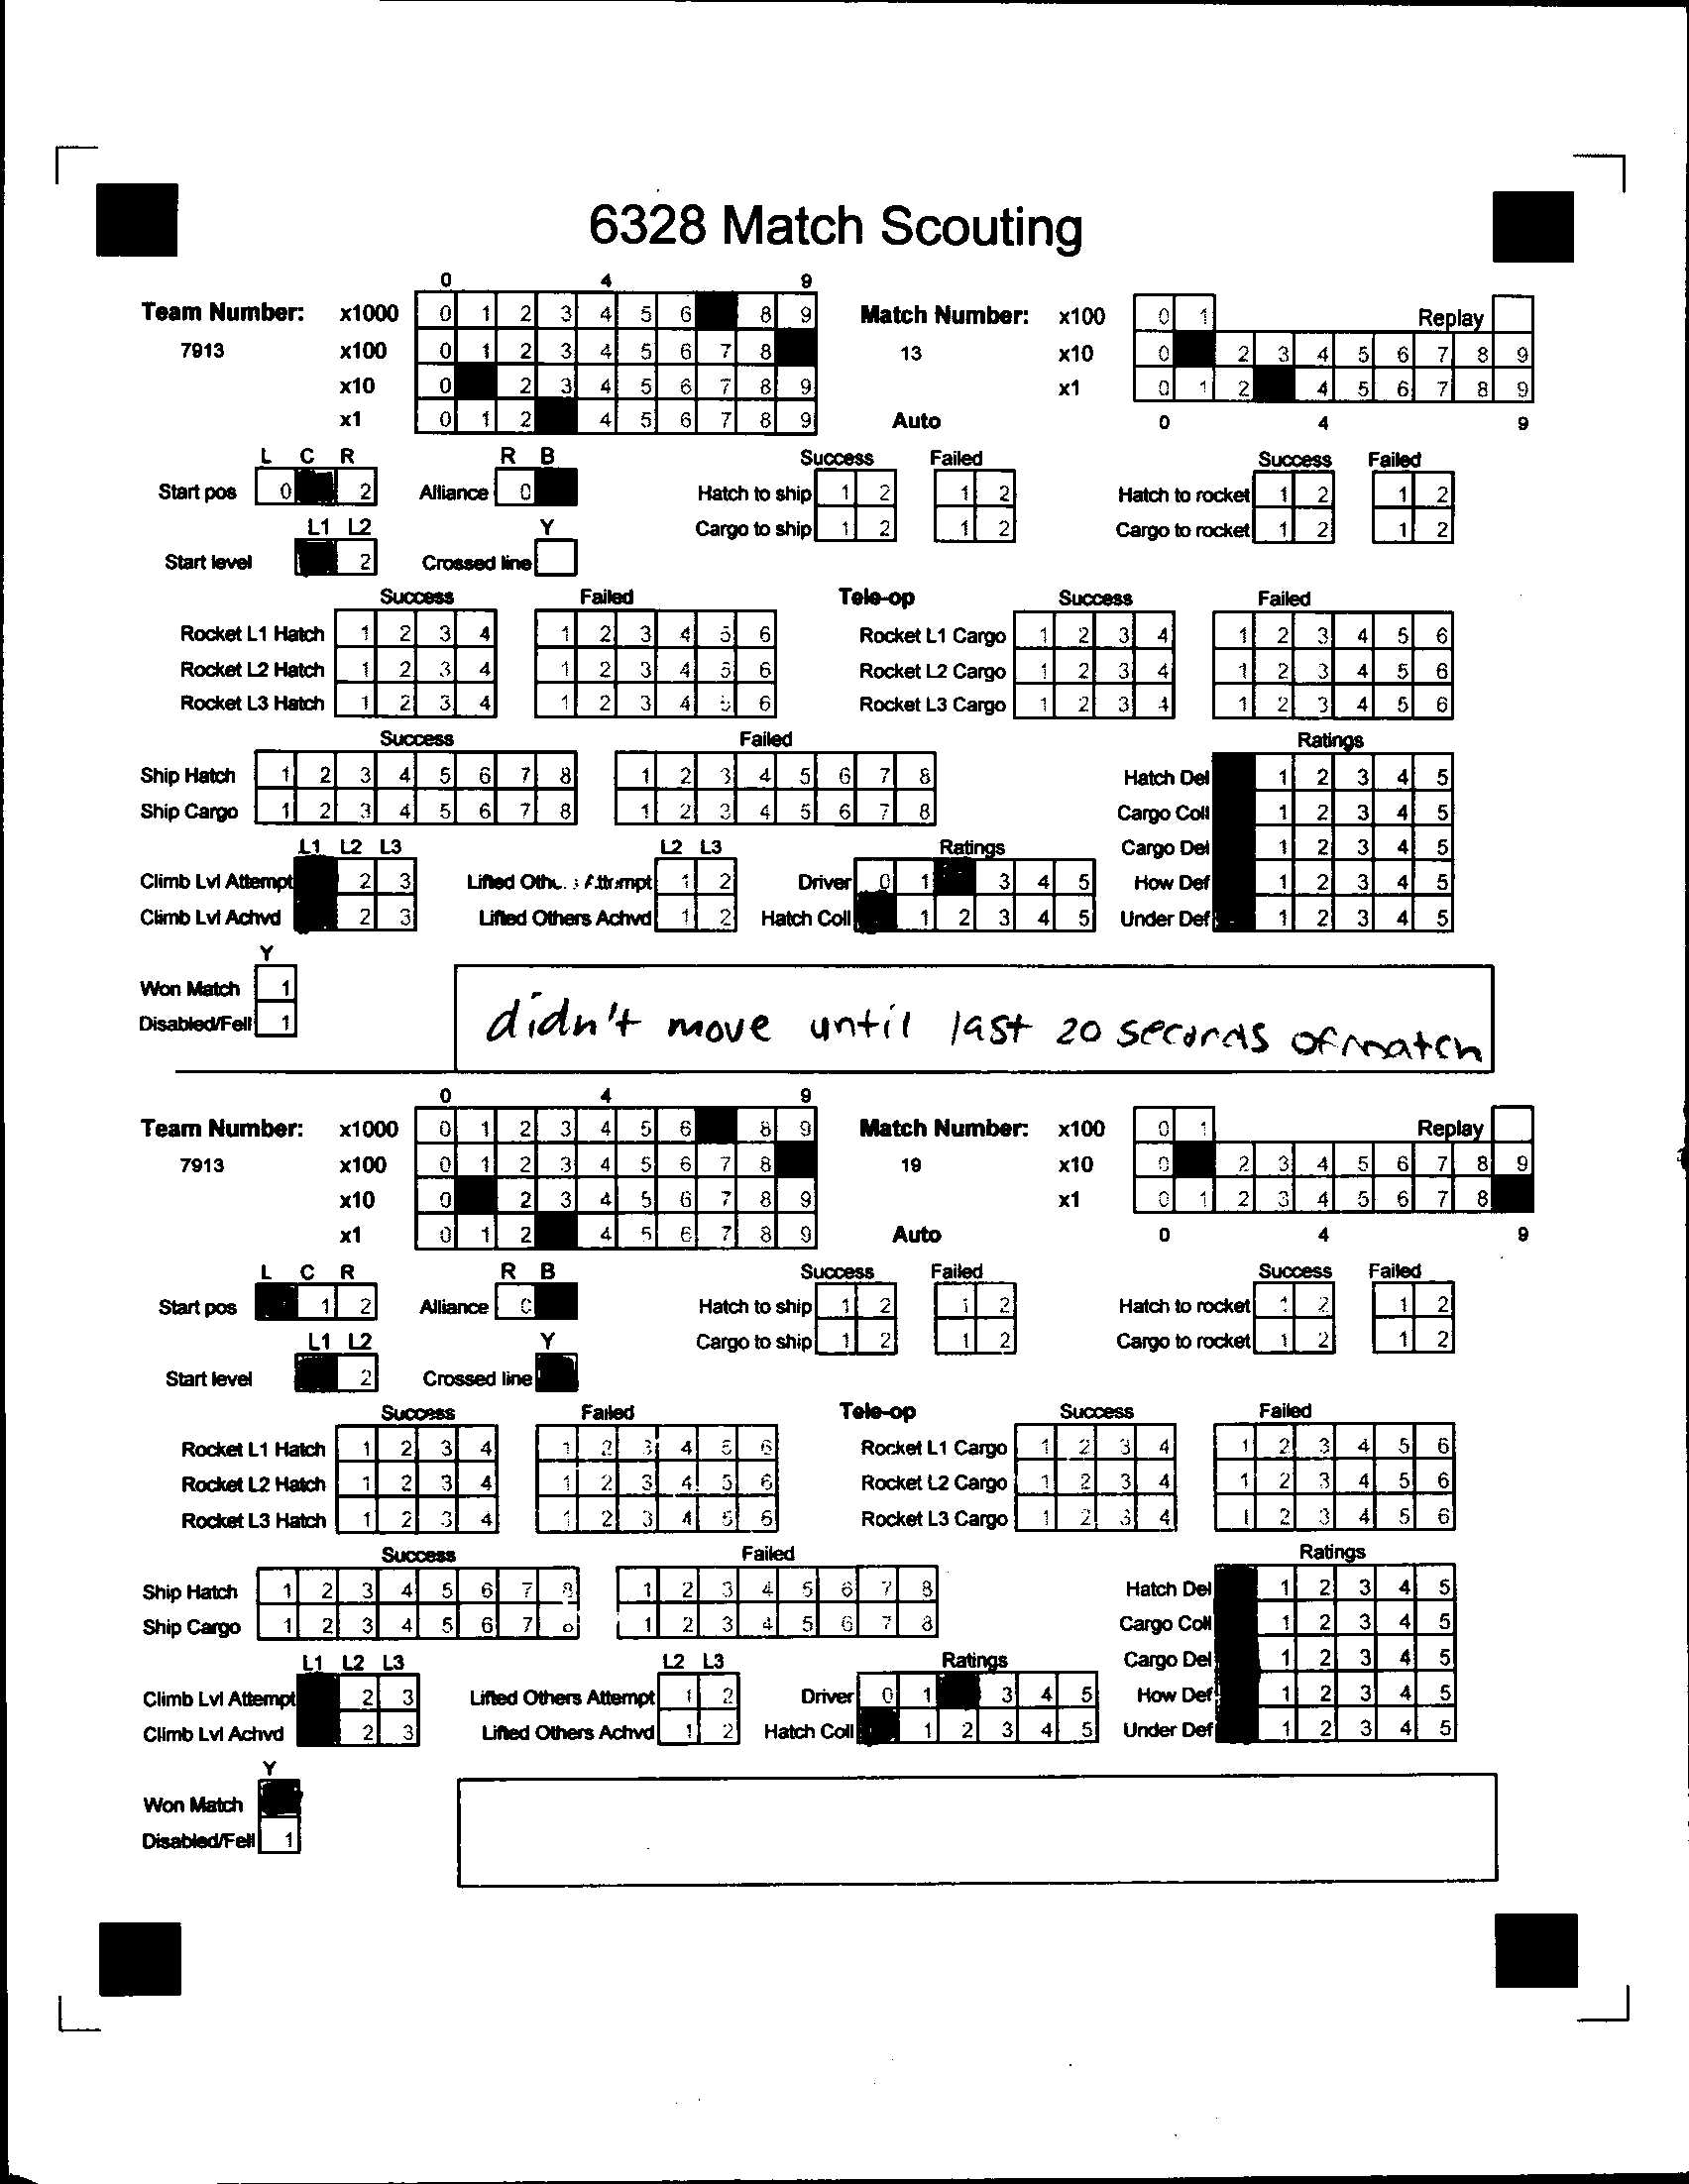 6328 Match Scouting
0 4 9
Team Number: x1000 0 1 2 3 4 5 6 8 9 Match Number: x100 0 1 Replay
7913 x100 0 1 2 3 4 5 6 7 8 13 x10 0 2 3 4 5 6 7 8 9
x10 0 2 3 4 5 6 7 8 9 x1 0 1 2 4 5 6 7 8 9
x1 0 1 2 4 5 6 7 8 9 Auto 0 4 9
L C R R B Success Failed Success Failed
Start pos 0 2 Alliance 0 Hatch to ship 1 2 1 2 Hatch to rocket 1 2 1 2
L1 L2 Y Cargo to ship 1 2 1 2 Cargo to rocket 1 2 1 2
Start level 2 Crossed line
Success Failed Tele-op Success Failed
Rocket L1 Hatch 1 2 3 4 1 2 3 4 5 6 Rocket L1 Cargo 1 2 3 4 1 2 3 4 5 6
Rocket L2 Hatch 1 2 3 4 1 2 3 4 5 6 Rocket L2 Cargo 1 2 3 4 1 2 3 4 5 6
Rocket L3 Hatch 1 2 3 4 1 2 3 4 5 6 Rocket L3 Cargo 1 2 3 4 1 2 3 4 5 6
Success Failed Ratings
Ship Hatch 1 2 3 4 5 6 7 8 1 2 3 4 5 6 7 8 Hatch Del 1 2 3 4 5
Ship Cargo 1 2 3 4 5 6 7 8 1 2 3 4 5 6 7 8 Cargo Coll 1 2 3 4 5
L1 L2 L3 L2 L3 Ratings Cargo Del 1 2 3 4 5
Climb Lvl Attempt 2 3 Lifted 1 2 Driver 0 1 3 4 5 How Def 1 2 3 4 5
Climb Lvl Achvd 2 3 Lifted Others Achvd 1 2 Hatch Coll 1 2 3 4 5 Under Def 1 2 3 4 5
Y
Won Match 1
Disabled/Fell 1
didn't move until last 20 seconds of match
0 4 9
Team Number: x1000 0 1 2 3 4 5 6 8 9 Match Number: x100 0 1 Replay
7913 x100 0 1 2 3 4 5 6 7 8 19 x10 0 2 3 4 5 6 7 8 9
x10 0 2 3 4 5 6 7 8 9 x1 0 1 2 3 4 5 6 7 8
x1 0 1 2 4 5 6 7 8 9 Auto 0 4 9
L C R R B Success Failed Success Failed
Start pos 1 2 Alliance 0 Hatch to ship 1 2 1 2 Hatch to rocket 1 2 1 2
L1 L2 Y Cargo to ship 1 2 1 2 Cargo to rocket 1 2 1 2
Start level 2 Crossed line
Success Failed Tele-op Success Failed
Rocket L1 Hatch 1 2 3 4 1 2 3 4 5 6 Rocket L1 Cargo 1 2 3 4 1 2 3 4 5 6
Rocket L2 Hatch 1 2 3 4 1 2 3 4 5 6 Rocket L2 Cargo 1 2 3 4 1 2 3 4 5 6
Rocket L3 Hatch 1 2 3 4 1 2 3 4 5 6 Rocket L3 Cargo 1 2 3 4 1 2 3 4 5 6
Success Failed Ratings
Ship Hatch 1 2 3 4 5 6 7 8 1 2 3 4 5 6 7 8 Hatch Del 1 2 3 4 5
Ship Cargo 1 2 3 4 5 6 7 8 1 2 3 4 5 6 7 8 Cargo Coll 1 2 3 4 5
L1 L2 L3 L2 L3 Ratings Cargo Del 1 2 3 4 5
Climb Lvl Attempt 2 3 Lifted Others Attempt 1 2 Driver 0 1 3 4 5 How Def 1 2 3 4 5
Climb Lvl Achvd 2 3 Lifted Others Achvd 1 2 Hatch Coll 1 2 3 4 5 Under Def 1 2 3 4 5
Y
Won Match
Disabled/Fell 1